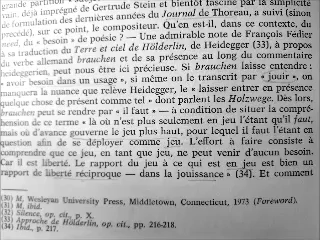 grande partie, déjà imprégné de Gertrude Stein et bientôt fasciné par la simplicité
de formulation des dernières années du Journal de Thoreau, a suivi (sinon
précédé), sur ce point, le compositeur. Qu'en est-il, dans ce contexte, du
du « besoin » de poésie ? — Une admirable note de François Fédier
à sa traduction de Terre et ciel de Hölderlin, de Heidegger (33), à propos
du verbe allemand brauchen et de sa présence au long du commentaire
heideggerien, peut nous être ici précieuse. Si brauchen laisse entendre :
« avoir besoin dans un usage », si même on le transcrit par « jouir », on
manquera la nuance que relève Heidegger, le « laisser entrer en présence
quelque chose de présent comme tel » dont parlent les Holzwege. Dès lors,
brauchen peut se rendre par « il faut » — à condition de situer la compré-
hension de ce terme « là où n'est plus seulement en jeu l'étant qu'il faut,
mais où d'avance gouverne le jeu plus haut, pour lequel il faut l'étant en
question afin de se déployer comme jeu. L'effort à faire consiste à
comprendre que ce jeu, en tant que jeu, ne peut venir d'aucun besoin.
Car il est liberté. Le rapport du jeu à ce qui est en jeu est bien un
rapport de liberté réciproque — dans la jouissance » (34). Et comment
(30) M, Wesleyan University Press, Middletown, Connecticut, 1973 (Foreword).
(31) M, ibid.
(32) Silence, op. cit., p. X.
(33) Approche de Hölderlin, op. cit., pp. 216-218.
(34) Ibid., p. 217.